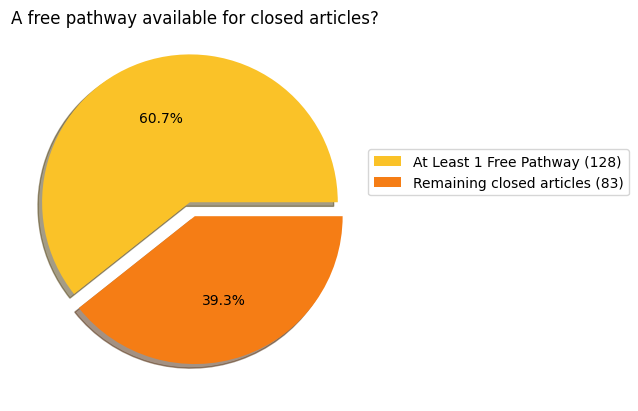 A free pathway available for closed articles?
60.7%
At Least 1 Free Pathway (128)
Remaining closed articles (83)
39.3%